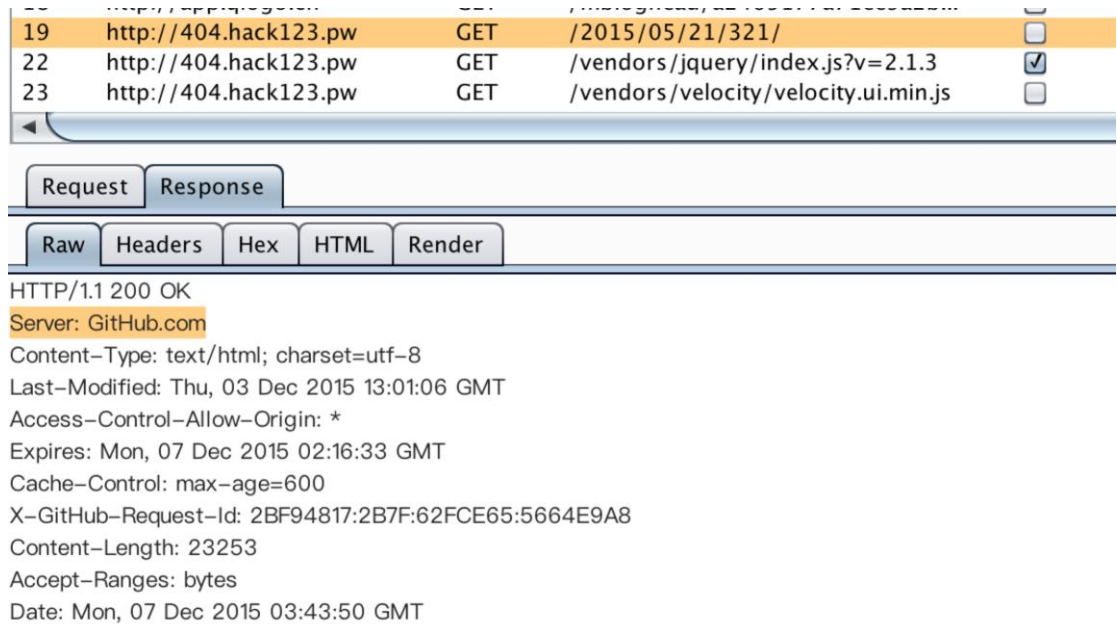 19 http://404.hack123.pw GET /2015/05/21/321/
22 http://404.hack123.pw GET /vendors/jquery/index.js?v=2.1.3
23 http://404.hack123.pw GET /vendors/velocity/velocity.ui.min.js
Request Response
Raw Headers Hex HTML Render
HTTP/1.1 200 OK
Server: GitHub.com
Content-Type: text/html; charset=utf-8
Last-Modified: Thu, 03 Dec 2015 13:01:06 GMT
Access-Control-Allow-Origin: *
Expires: Mon, 07 Dec 2015 02:16:33 GMT
Cache-Control: max-age=600
X-GitHub-Request-Id: 2BF94817:2B7F:62FCE65:5664E9A8
Content-Length: 23253
Accept-Ranges: bytes
Date: Mon, 07 Dec 2015 03:43:50 GMT